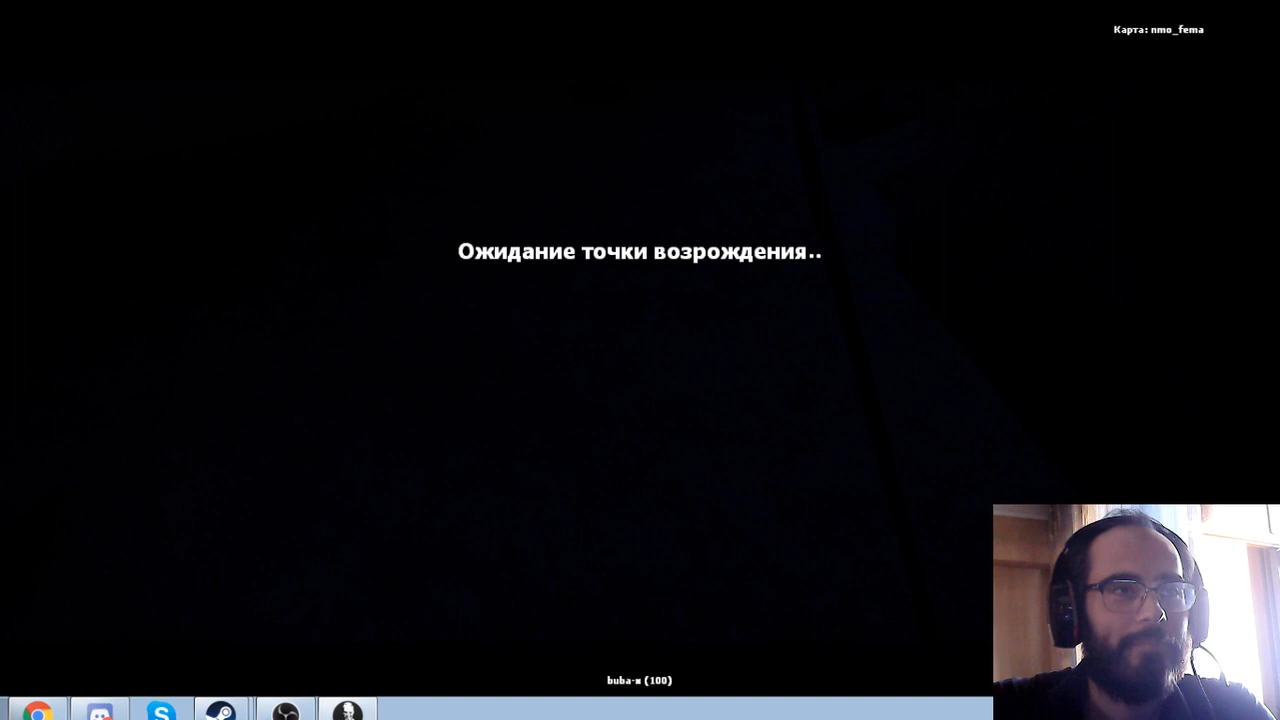 Карта: nmo_fema
Ожидание точки возрождения..
buba-и (100)